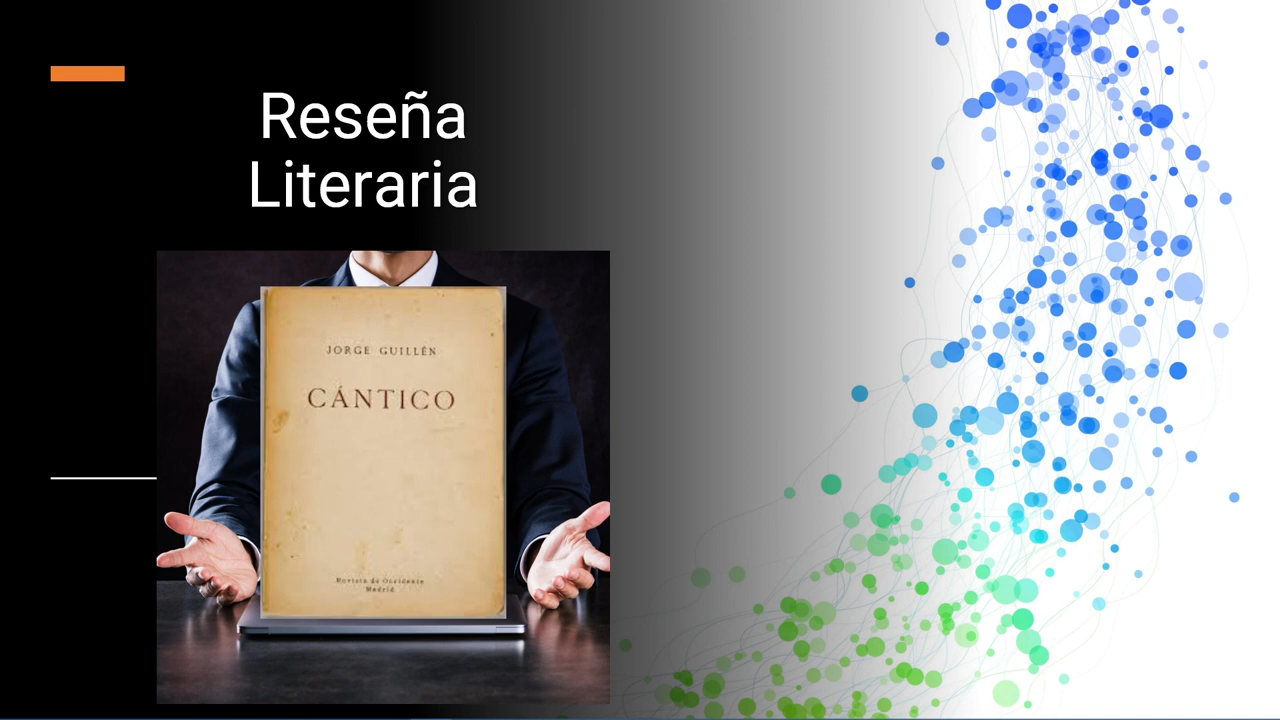 Reseña
Literaria
JORGE GUILLÉN
CÁNTICO
Revista de Occidente
Madrid